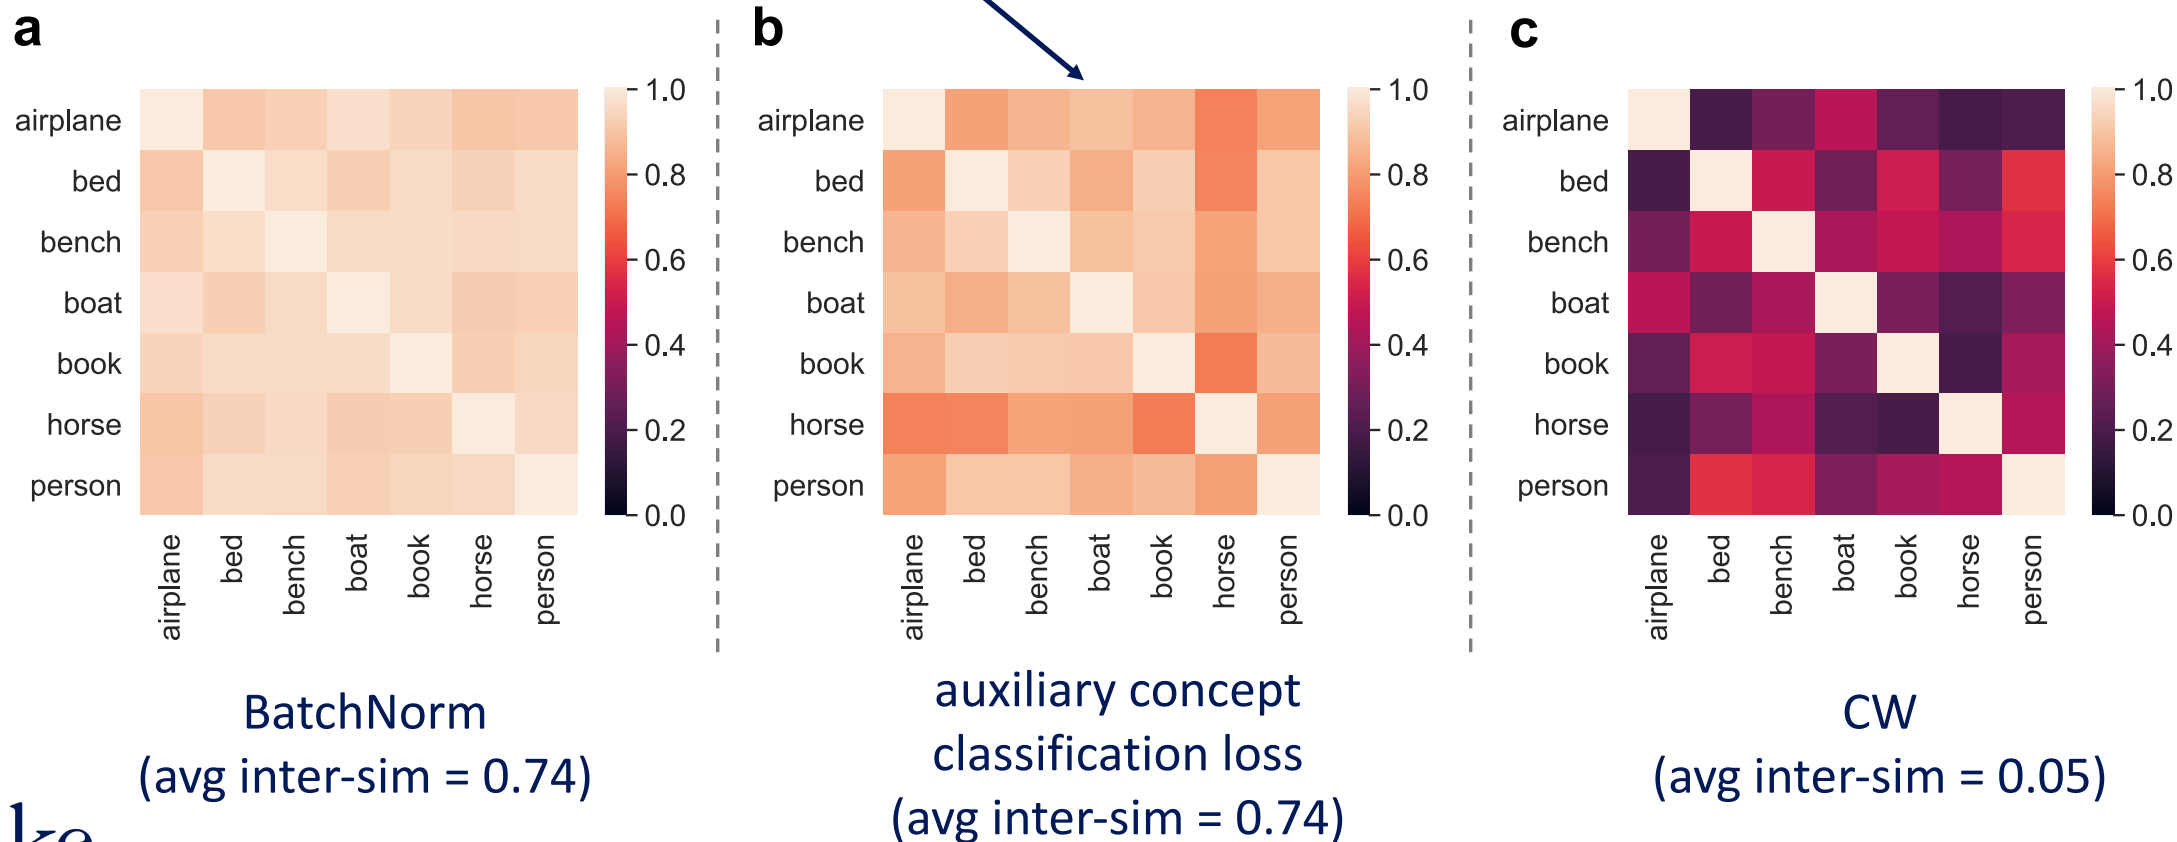 a
airplane
bed
bench
boat
book
horse
person
1.0
0.8
0.6
0.4
0.2
0.0
airplane
bed
bench
boat
book
horse
person
BatchNorm
(avg inter-sim = 0.74)
b
airplane
bed
bench
boat
book
horse
person
1.0
0.8
0.6
0.4
0.2
0.0
airplane
bed
bench
boat
book
horse
person
auxiliary concept
classification loss
(avg inter-sim = 0.74)
c
airplane
bed
bench
boat
book
horse
person
1.0
0.8
0.6
0.4
0.2
0.0
airplane
bed
bench
boat
book
horse
person
CW
(avg inter-sim = 0.05)